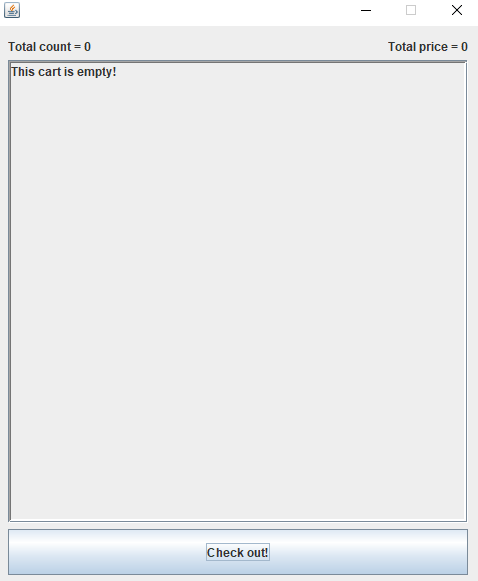 Total count = 0 Total price = 0
This cart is empty!
Check out!